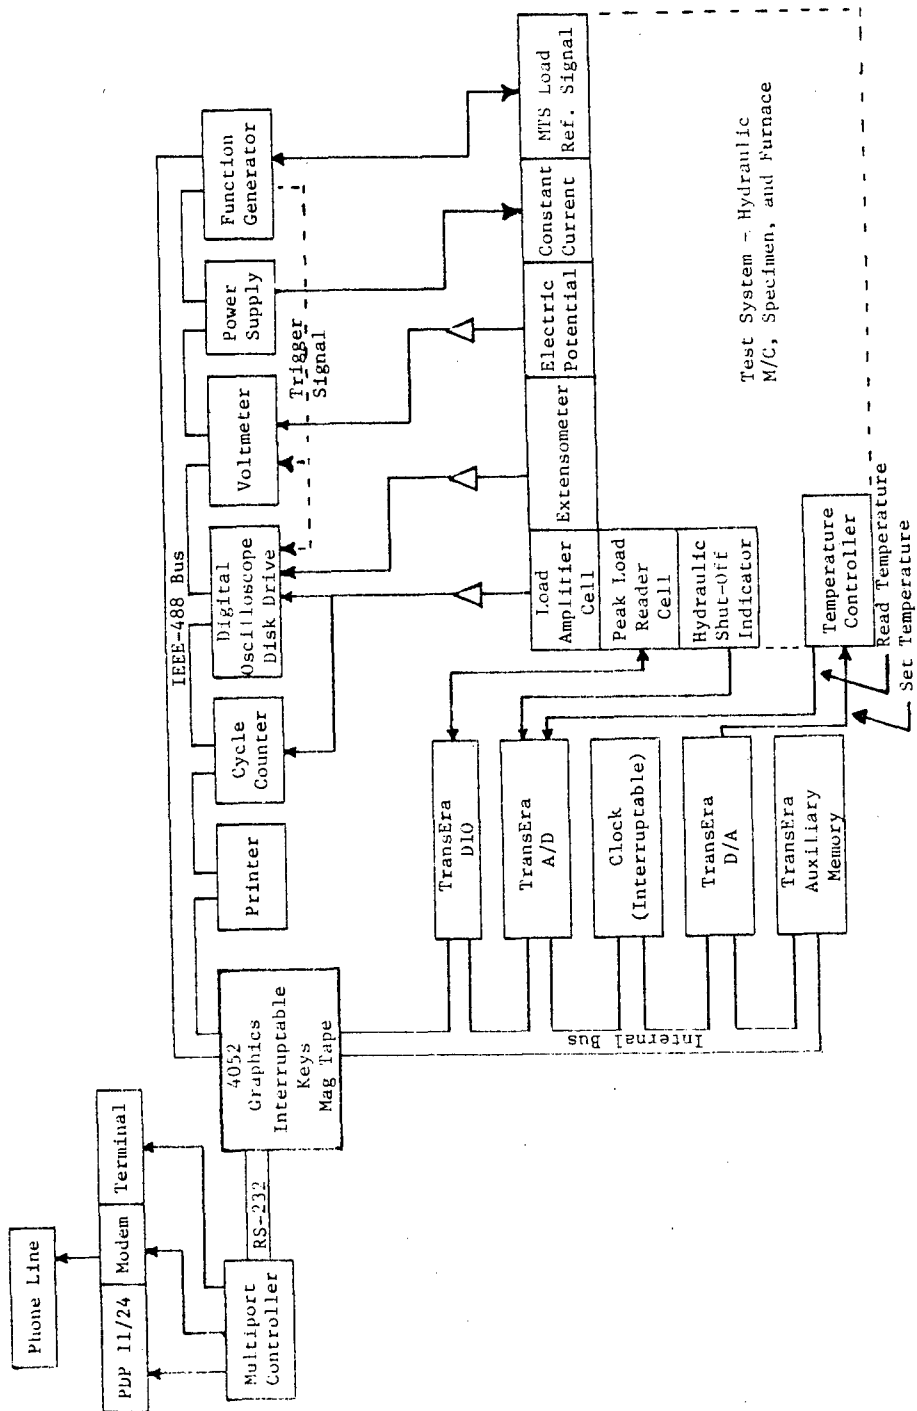 Phone Line
PDP 11/24
Modem
Terminal
Multiport
Controller
RS-232
4052
Graphics
Interruptable
Keys
Mag Tape
IEEE-488 Bus
Printer
Cycle
Counter
Digital
Oscilloscope
Disk Drive
Voltmeter
Power
Supply
Function
Generator
Trigger
Signal
Internal Bus
TransEra
DIO
TransEra
A/D
Clock
(Interruptable)
TransEra
D/A
TransEra
Auxiliary
Memory
Load
Amplifier
Cell
Peak Load
Reader
Cell
Hydraulic
Shut-Off
Indicator
Extensometer
Electric
Potential
Constant
Current
MTS Load
Ref. Signal
Temperature
Controller
Read Temperature
Set Temperature
Test System - Hydraulic
M/C, Specimen, and Furnace